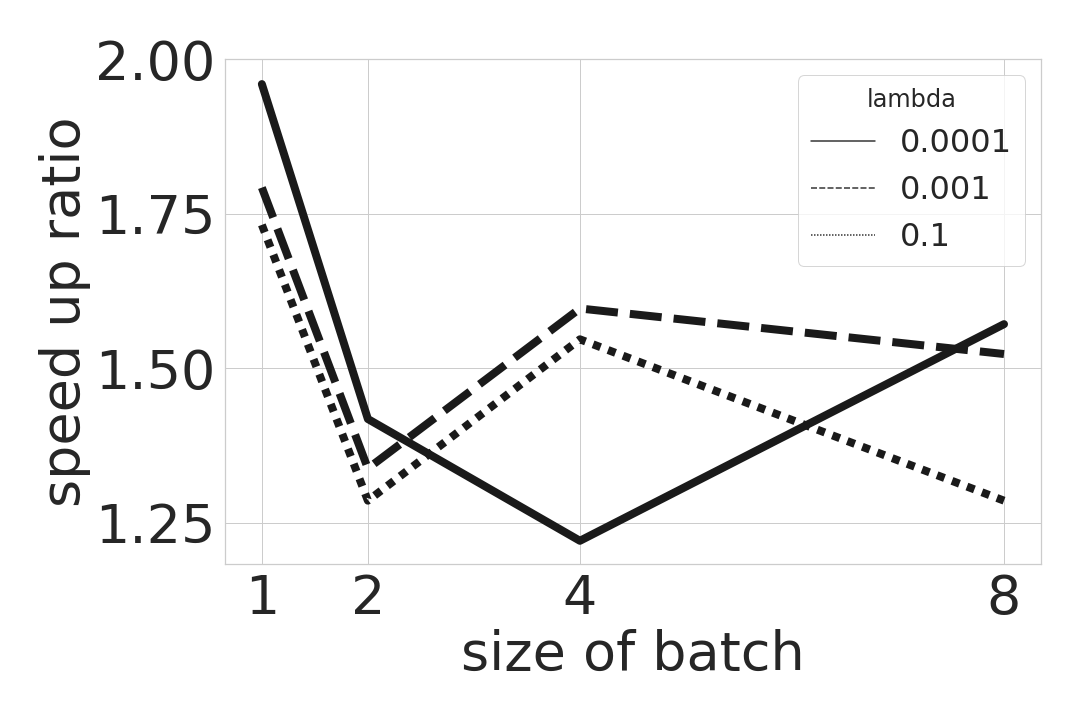 2.00
1.75
1.50
1.25
speed up ratio
lambda
0.0001
0.001
0.1
1 2 4 8
size of batch